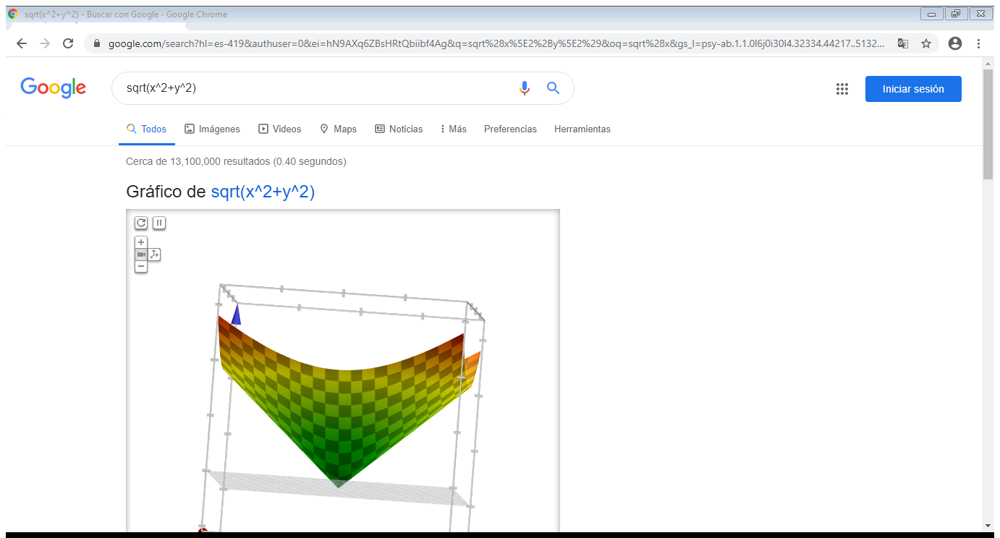 sqrt(x^2+y^2) - Buscar con Google - Google Chrome
google.com/search?hl=es-419&authuser=0&ei=hN9AXq6ZBsHRtQbiibf4Ag&q=sqrt%28x%5E2%2By%5E2%29&oq=sqrt%28x&gs_l=psy-ab.1.1.0l6j0i30l4.32334.44217..5132...
Google
sqrt(x^2+y^2)
Iniciar sesión
Todos Imágenes Videos Maps Noticias Más Preferencias Herramientas
Cerca de 13,100,000 resultados (0.40 segundos)
Gráfico de sqrt(x^2+y^2)